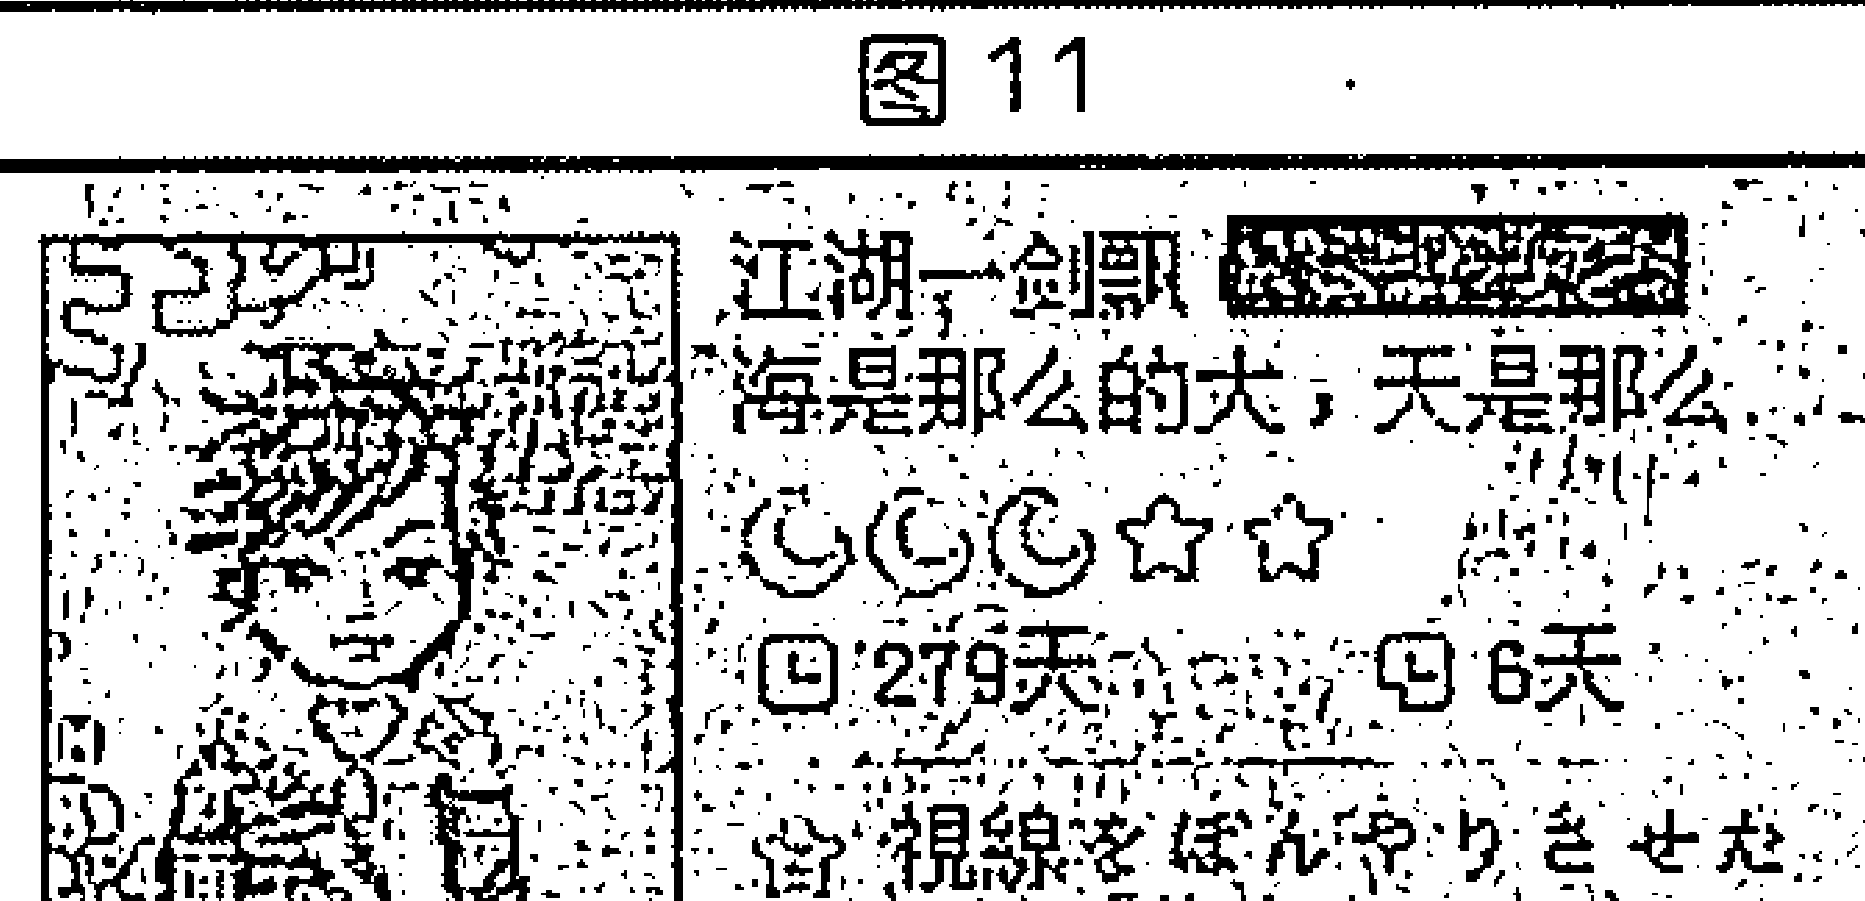 图 11
江湖一剑飘
海是那么的大，天是那么
279天 6天
視線をぼんやりさせた